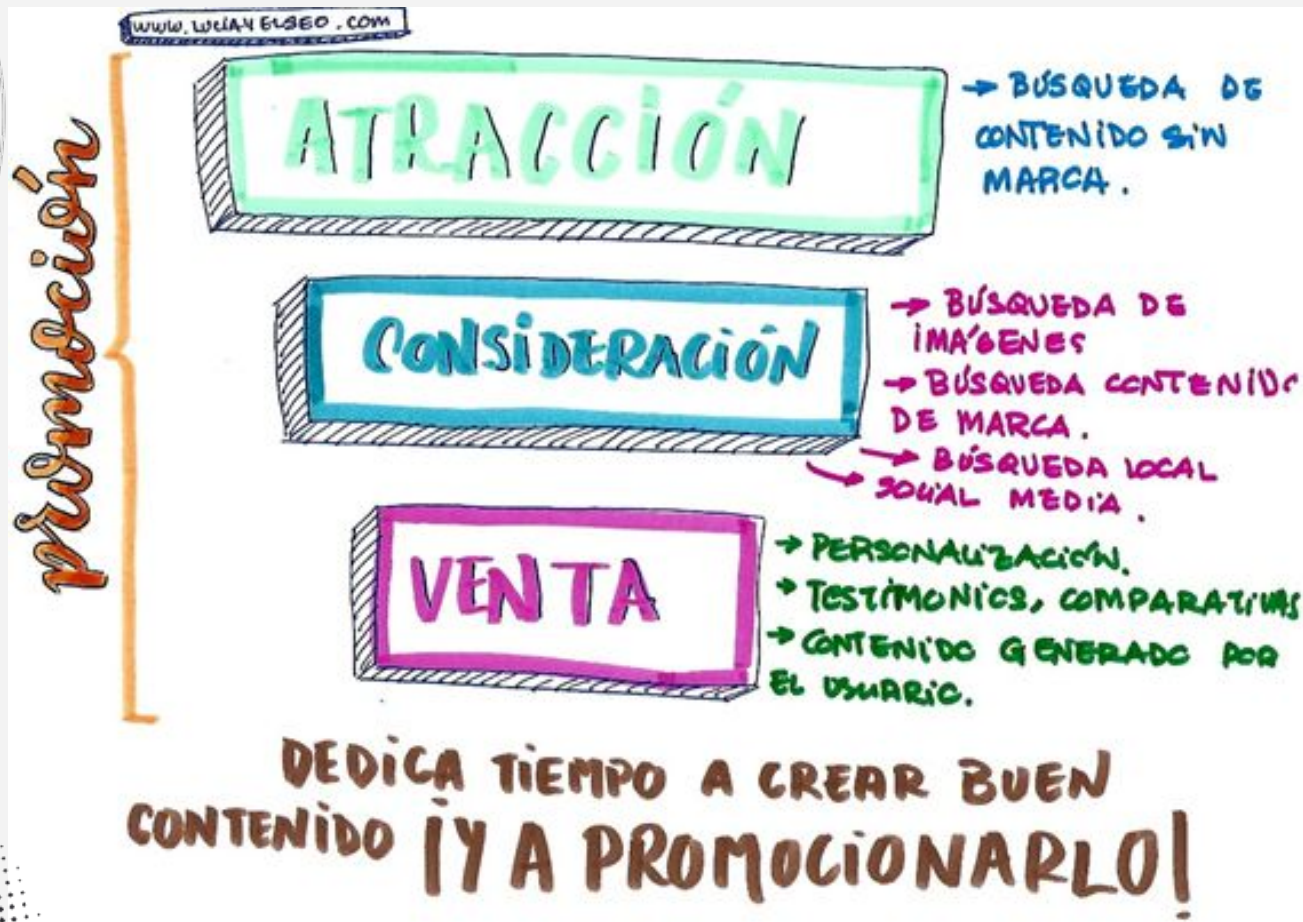 www.luciayelseo.com
promoción
ATRACCIÓN
→ BÚSQUEDA DE
CONTENIDO SIN
MARCA.
CONSIDERACIÓN
→ BÚSQUEDA DE
IMÁGENES
→ BÚSQUEDA CONTENIDO
DE MARCA.
→ BÚSQUEDA LOCAL
→ SOCIAL MEDIA.
VENTA
→ PERSONALIZACIÓN.
→ TESTIMONIOS, COMPARATIVAS
→ CONTENIDO GENERADO POR
EL USUARIO.
DEDICA TIEMPO A CREAR BUEN
CONTENIDO ¡Y A PROMOCIONARLO!